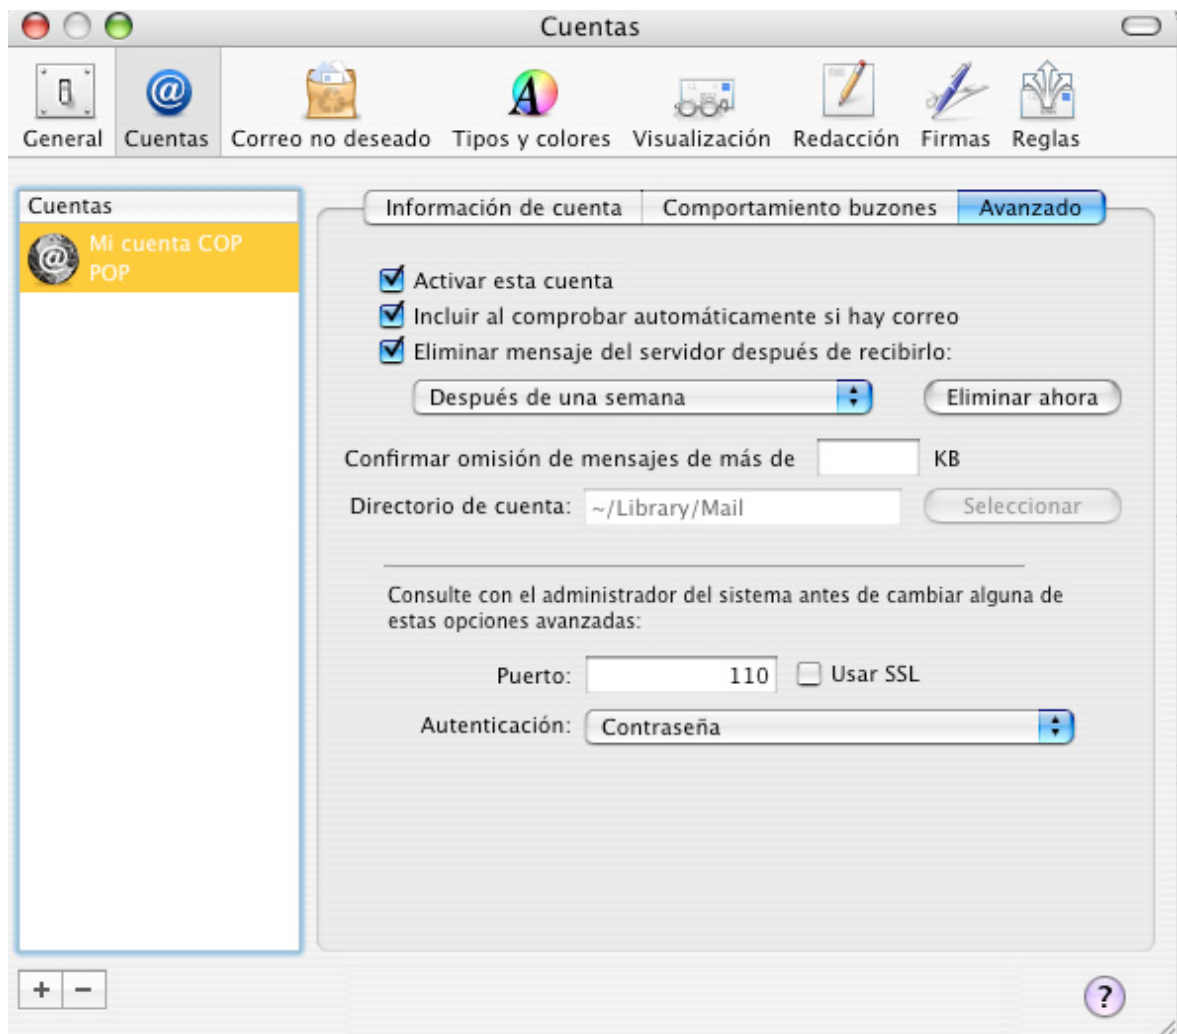 Cuentas
General Cuentas Correo no deseado Tipos y colores Visualización Redacción Firmas Reglas
Cuentas
Mi cuenta COP
POP
Información de cuenta Comportamiento buzones Avanzado
Activar esta cuenta
Incluir al comprobar automáticamente si hay correo
Eliminar mensaje del servidor después de recibirlo:
Después de una semana Eliminar ahora
Confirmar omisión de mensajes de más de KB
Directorio de cuenta: ~/Library/Mail Seleccionar
Consulte con el administrador del sistema antes de cambiar alguna de
estas opciones avanzadas:
Puerto: 110 Usar SSL
Autenticación: Contraseña
+ − ?